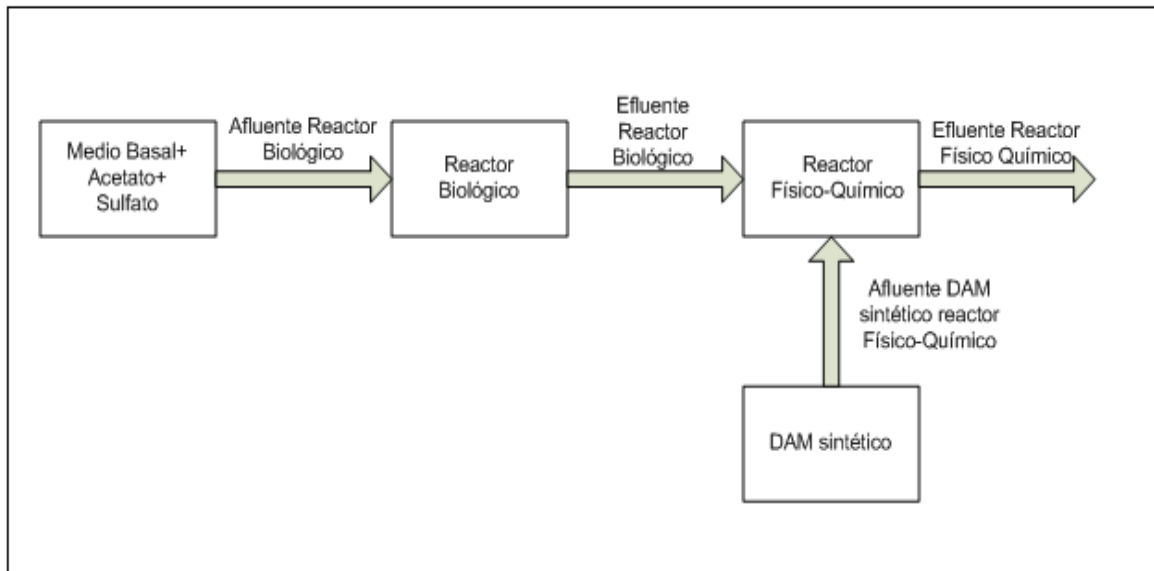 Medio Basal+
Acetato+
Sulfato
Afluente Reactor
Biológico
Reactor
Biológico
Efluente
Reactor
Biológico
Reactor
Físico-Químico
Efluente Reactor
Físico Químico
Afluente DAM
sintético reactor
Físico-Químico
DAM sintético